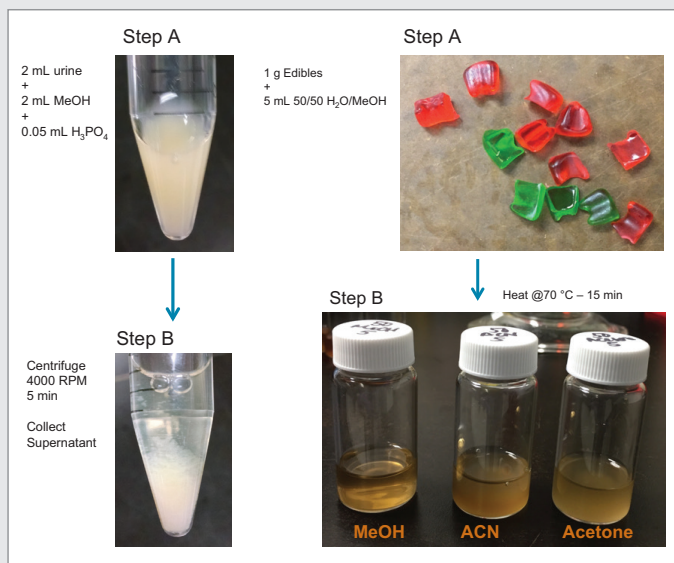 Step A
2 mL urine
+
2 mL MeOH
+
0.05 mL H₃PO₄
Step B
Centrifuge
4000 RPM
5 min
Collect
Supernatant
Step A
1 g Edibles
+
5 mL 50/50 H₂O/MeOH
Heat @70 °C – 15 min
Step B
MeOH
ACN
Acetone